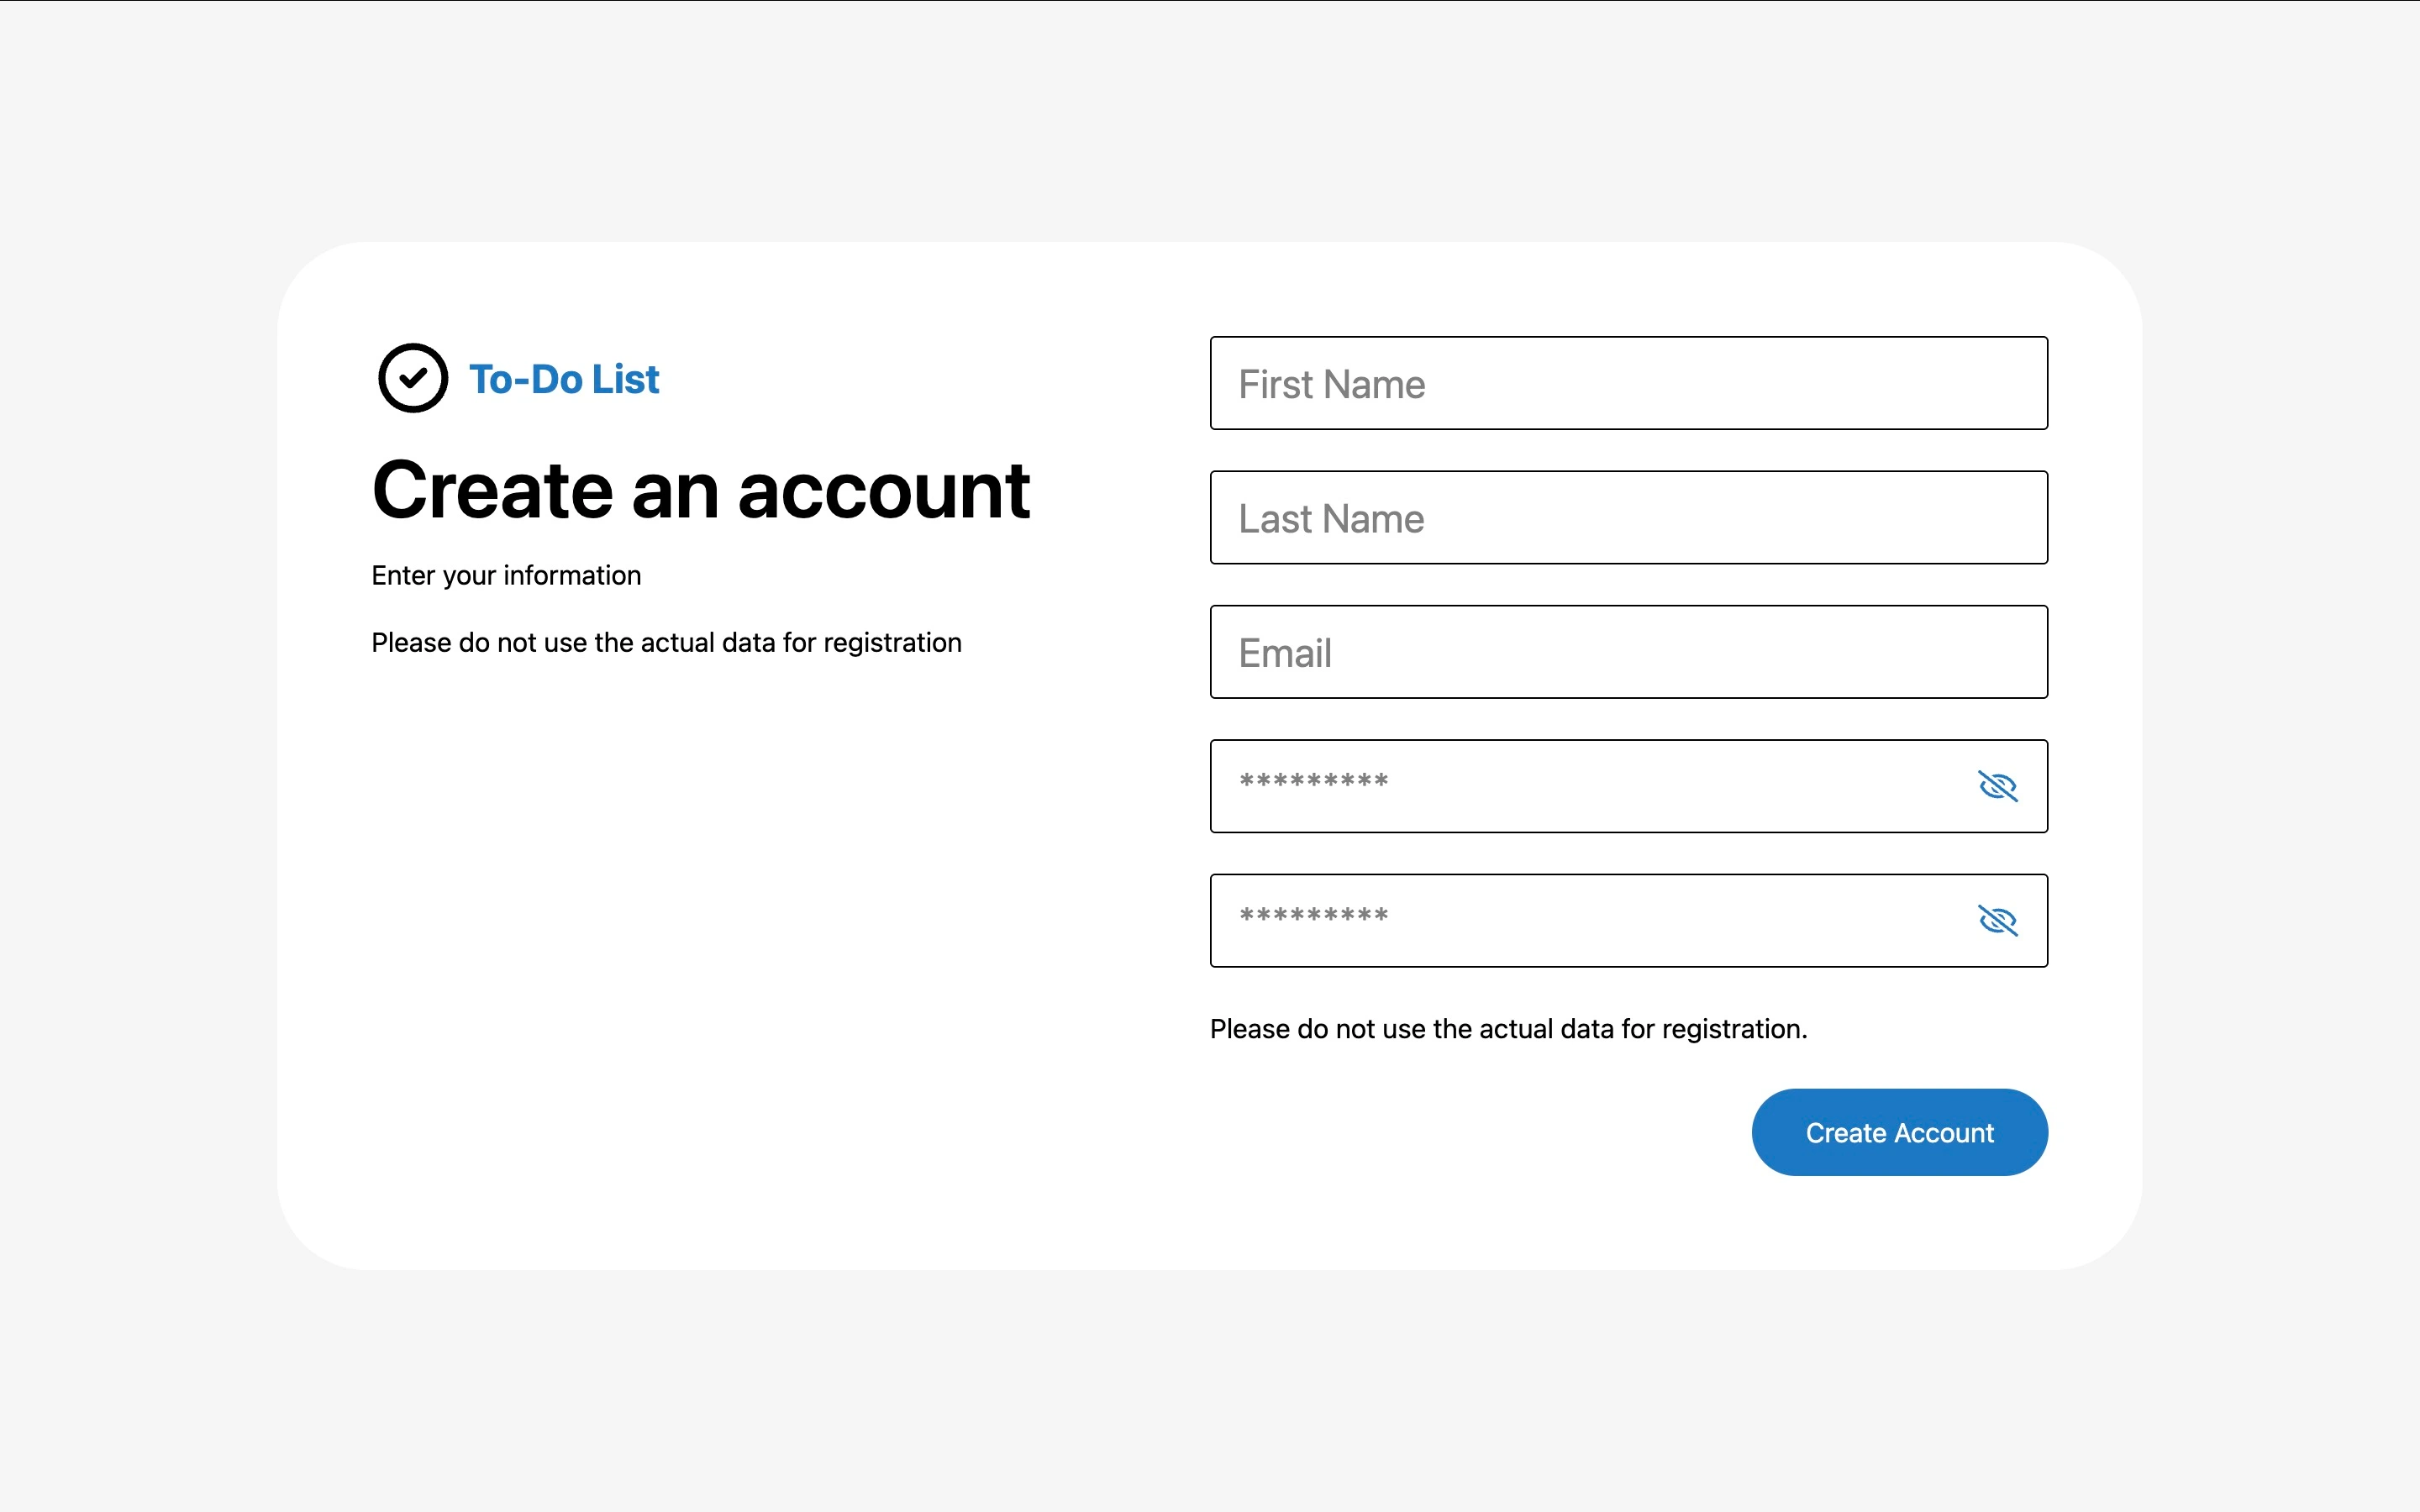 To-Do List
Create an account
Enter your information
Please do not use the actual data for registration
First Name
Last Name
Email
*********
*********
Please do not use the actual data for registration.
Create Account